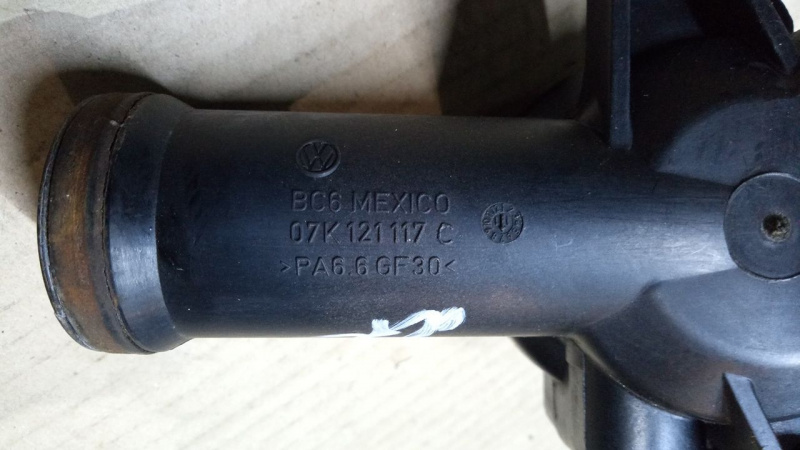 BC6 MEXICO
07K 121 117 C
>PA6.6 GF30<